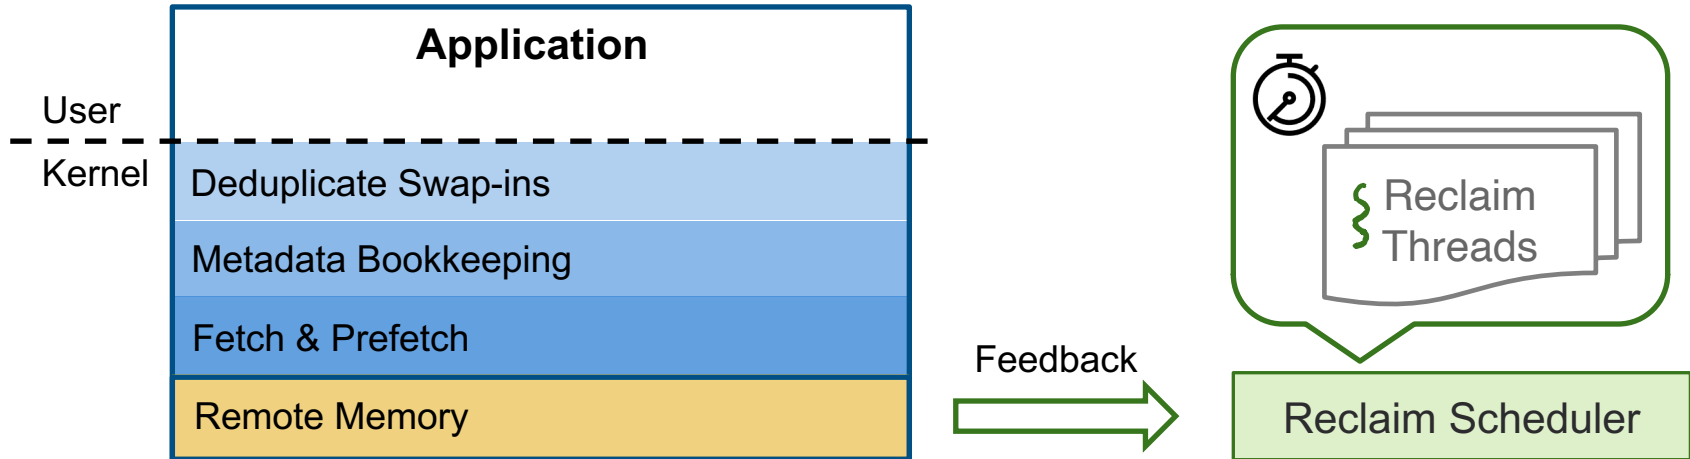 Application
User
Kernel
Deduplicate Swap-ins
Metadata Bookkeeping
Fetch & Prefetch
Remote Memory
Feedback
Reclaim
Threads
Reclaim Scheduler